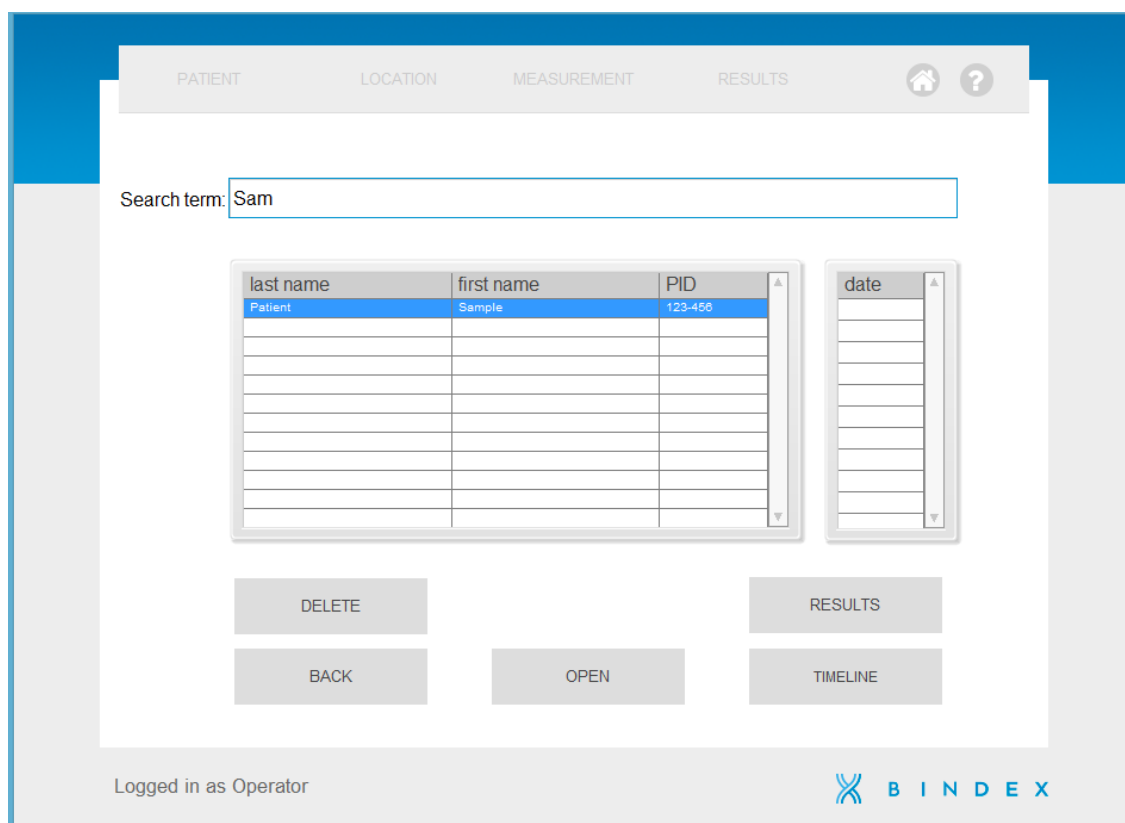 PATIENT LOCATION MEASUREMENT RESULTS ?
Search term: Sam
last name first name PID date
Patient Sample 123-456
DELETE RESULTS
BACK OPEN TIMELINE
Logged in as Operator BINDEX